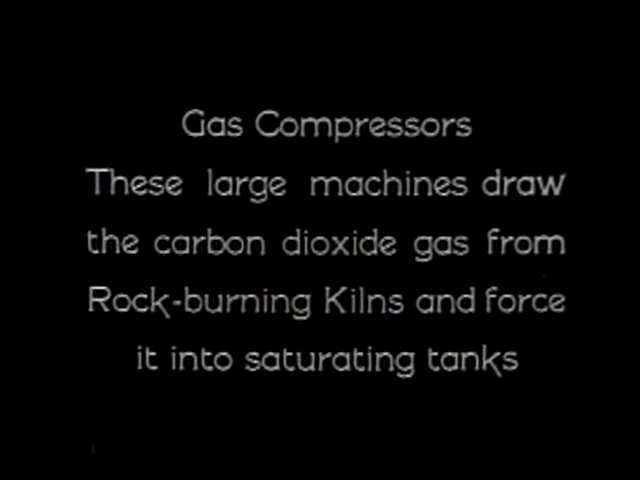 Gas Compressors
These large machines draw
the carbon dioxide gas from
Rock-burning Kilns and force
it into saturating tanks